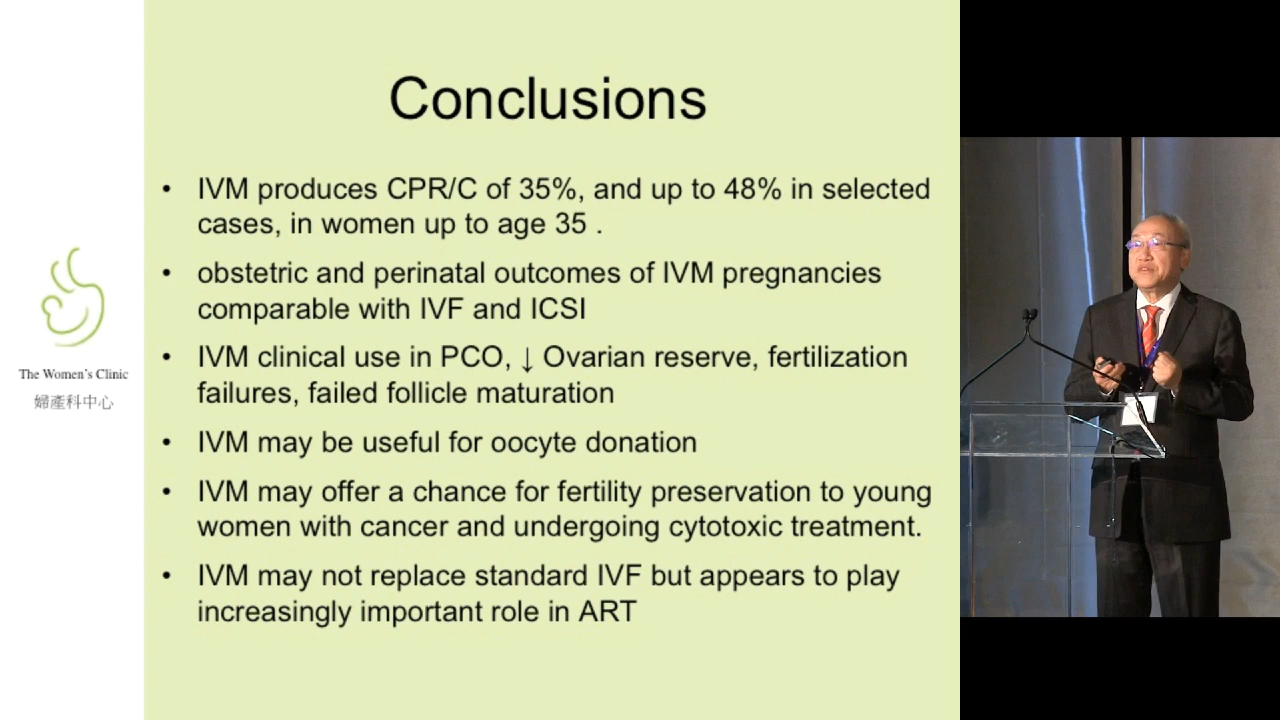 Conclusions
• IVM produces CPR/C of 35%, and up to 48% in selected
cases, in women up to age 35 .
• obstetric and perinatal outcomes of IVM pregnancies
comparable with IVF and ICSI
• IVM clinical use in PCO, ↓ Ovarian reserve, fertilization
failures, failed follicle maturation
• IVM may be useful for oocyte donation
• IVM may offer a chance for fertility preservation to young
women with cancer and undergoing cytotoxic treatment.
• IVM may not replace standard IVF but appears to play
increasingly important role in ART
The Women's Clinic
婦產科中心